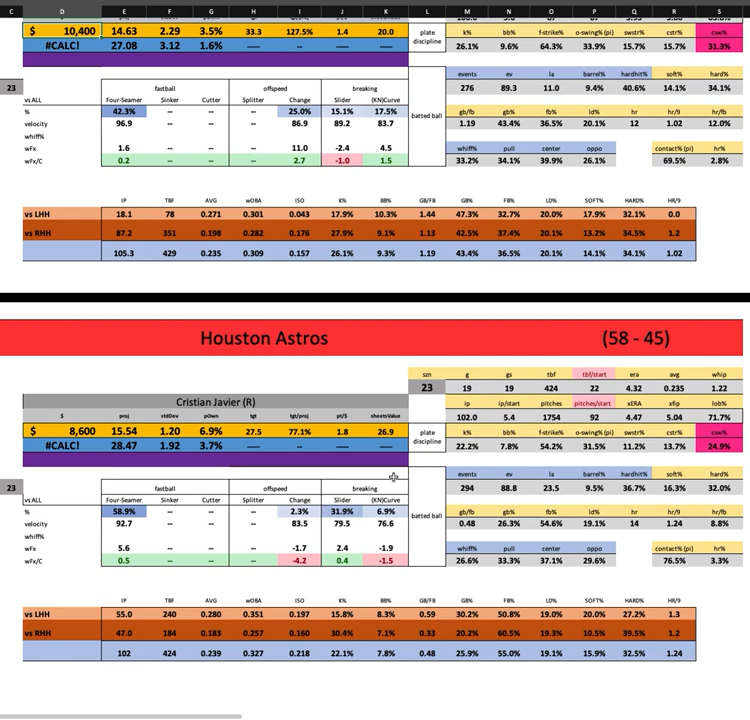 C D E F G H I J K L M N O P Q R S
$ 10,400 14.63 2.29 3.5% 33.3 127.5% 1.4 20.0 plate discipline k% bb% f-strike% o-swing% (pi) swstr% cstr% csw%
#CALC! 27.08 3.12 1.6% ----- -- ----- 26.1% 9.6% 64.3% 33.9% 15.7% 15.7% 31.3%
events ev la barrel% hardhit% soft% hard%
23 fastball offspeed breaking 276 89.3 11.0 9.4% 40.6% 14.1% 34.1%
vs ALL Four-Seamer Sinker Cutter Splitter Change Slider (KN)Curve
% 42.3% -- -- -- 25.0% 15.1% 17.5% batted ball gb/fb gb% fb% ld% hr hr/9 hr/fb
velocity 96.9 -- -- -- 86.9 89.2 83.7 1.19 43.4% 36.5% 20.1% 12 1.02 12.0%
whiff%
wFx 1.6 -- -- -- 11.0 -2.4 4.5 whiff% pull center oppo contact% (pi) hr%
wFx/C 0.2 -- -- -- 2.7 -1.0 1.5 33.2% 34.1% 39.9% 26.1% 69.5% 2.8%
IP TBF AVG wOBA ISO K% BB% GB/FB GB% FB% LD% SOFT% HARD% HR/9
vs LHH 18.1 78 0.271 0.301 0.043 17.9% 10.3% 1.44 47.3% 32.7% 20.0% 17.9% 32.1% 0.0
vs RHH 87.2 351 0.198 0.282 0.176 27.9% 9.1% 1.13 42.5% 37.4% 20.1% 13.2% 34.5% 1.2
105.3 429 0.235 0.309 0.157 26.1% 9.3% 1.19 43.4% 36.5% 20.1% 14.1% 34.1% 1.02
Houston Astros (58 - 45)
szn g gs tbf tbf/start era avg whip
23 19 19 424 22 4.32 0.235 1.22
Cristian Javier (R) ip ip/start pitches pitches/start xERA xfip lob%
$ proj stdDev pOwn tgt tgt/proj pt/$ sheetsValue 102.0 5.4 1754 92 4.47 5.04 71.7%
$ 8,600 15.54 1.20 6.9% 27.5 77.1% 1.8 26.9 plate discipline k% bb% f-strike% o-swing% (pi) swstr% cstr% csw%
#CALC! 28.47 1.92 3.7% ----- -- ----- 22.2% 7.8% 54.2% 31.5% 11.2% 13.7% 24.9%
events ev la barrel% hardhit% soft% hard%
23 fastball offspeed breaking 294 88.8 23.5 9.5% 36.7% 16.3% 32.0%
vs ALL Four-Seamer Sinker Cutter Splitter Change Slider (KN)Curve
% 58.9% -- -- -- 2.3% 31.9% 6.9% batted ball gb/fb gb% fb% ld% hr hr/9 hr/fb
velocity 92.7 -- -- -- 83.5 79.5 76.6 0.48 26.3% 54.6% 19.1% 14 1.24 8.8%
whiff%
wFx 5.6 -- -- -- -1.7 2.4 -1.9 whiff% pull center oppo contact% (pi) hr%
wFx/C 0.5 -- -- -- -4.2 0.4 -1.5 26.6% 33.3% 37.1% 29.6% 76.5% 3.3%
IP TBF AVG wOBA ISO K% BB% GB/FB GB% FB% LD% SOFT% HARD% HR/9
vs LHH 55.0 240 0.280 0.351 0.197 15.8% 8.3% 0.59 30.2% 50.8% 19.0% 20.0% 27.2% 1.3
vs RHH 47.0 184 0.183 0.257 0.160 30.4% 7.1% 0.33 20.2% 60.5% 19.3% 10.5% 39.5% 1.2
102 424 0.239 0.327 0.218 22.1% 7.8% 0.48 25.9% 55.0% 19.1% 15.9% 32.5% 1.24